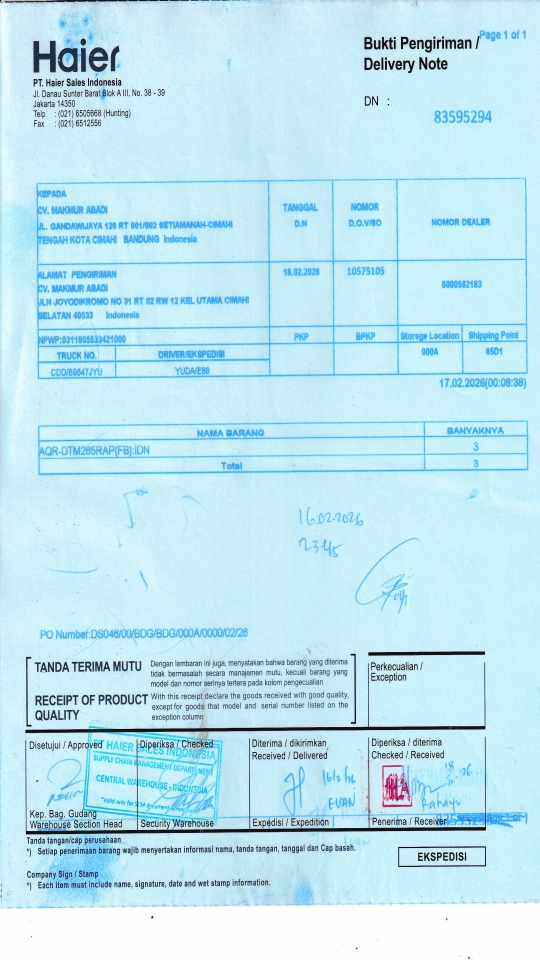 Page 1 of 1
Haier
Bukti Pengiriman /
Delivery Note
PT. Haier Sales Indonesia
Jl. Danau Sunter Barat Blok A III, No. 38 - 39
Jakarta 14350
Telp : (021) 6505668 (Hunting)
Fax : (021) 6512556
DN :
83595294
KEPADA
CV. MAKMUR ABADI
JL. GANDAWIJAYA 126 RT 001/002 SETIAMANAH-CIMAHI
TENGAH KOTA CIMAHI BANDUNG Indonesia
TANGGAL
D.N
NOMOR
D.O.V/SO
NOMOR DEALER
ALAMAT PENGIRIMAN
CV. MAKMUR ABADI
JLN JOYODIKROMO NO 31 RT 02 RW 12 KEL UTAMA CIMAHI
SELATAN 40533 Indonesia
16.02.2026
10575105
6000582183
NPWP:0311905533421000
PKP
BPKP
Storege Location
Shipping Point
TRUCK NO.
DRIVER/EKSPEDISI
000A
05D1
CDD/B9647JYU
YUDA/E86
17.02.2026(00:08:38)
NAMA BARANG
BANYAKNYA
AQR-DTM265RAP(FB):IDN
3
Total
3
16.02.2026
23:45
PO Number:DS046/00/BDG/BDG/000A/0000/02/26
TANDA TERIMA MUTU
Dengan lembaran ini juga, menyatakan bahwa barang yang diterima
tidak bermasalah secara manajemen mutu, kecuali barang yang
model dan nomor serinya tertera pada kolom pengecualian
RECEIPT OF PRODUCT
QUALITY
With this receipt declare the goods received with good quality,
except for goods that model and serial number listed on the
exception column
Perkecualian /
Exception
Disetujui / Approved
Diperiksa / Checked
Diterima / dikirimkan
Received / Delivered
Diperiksa / diterima
Checked / Received
PT HAIER SALES INDONESIA
SUPPLY CHAIN MANAGEMENT DEPARTEMENT
CENTRAL WAREHOUSE - INDONESIA
*Valid only for SCM document
16/2 26
EVAN
Rahayu
Kep. Bag. Gudang
Warehouse Section Head
Security Warehouse
Expedisi / Expedition
Penerima / Receiver
Tanda tangan/cap perusahaan
*) Setiap penerimaan barang wajib menyertakan informasi nama, tanda tangan, tanggal dan Cap basah.
EKSPEDISI
Company Sign / Stamp
*) Each item must include name, signature, date and wet stamp information.